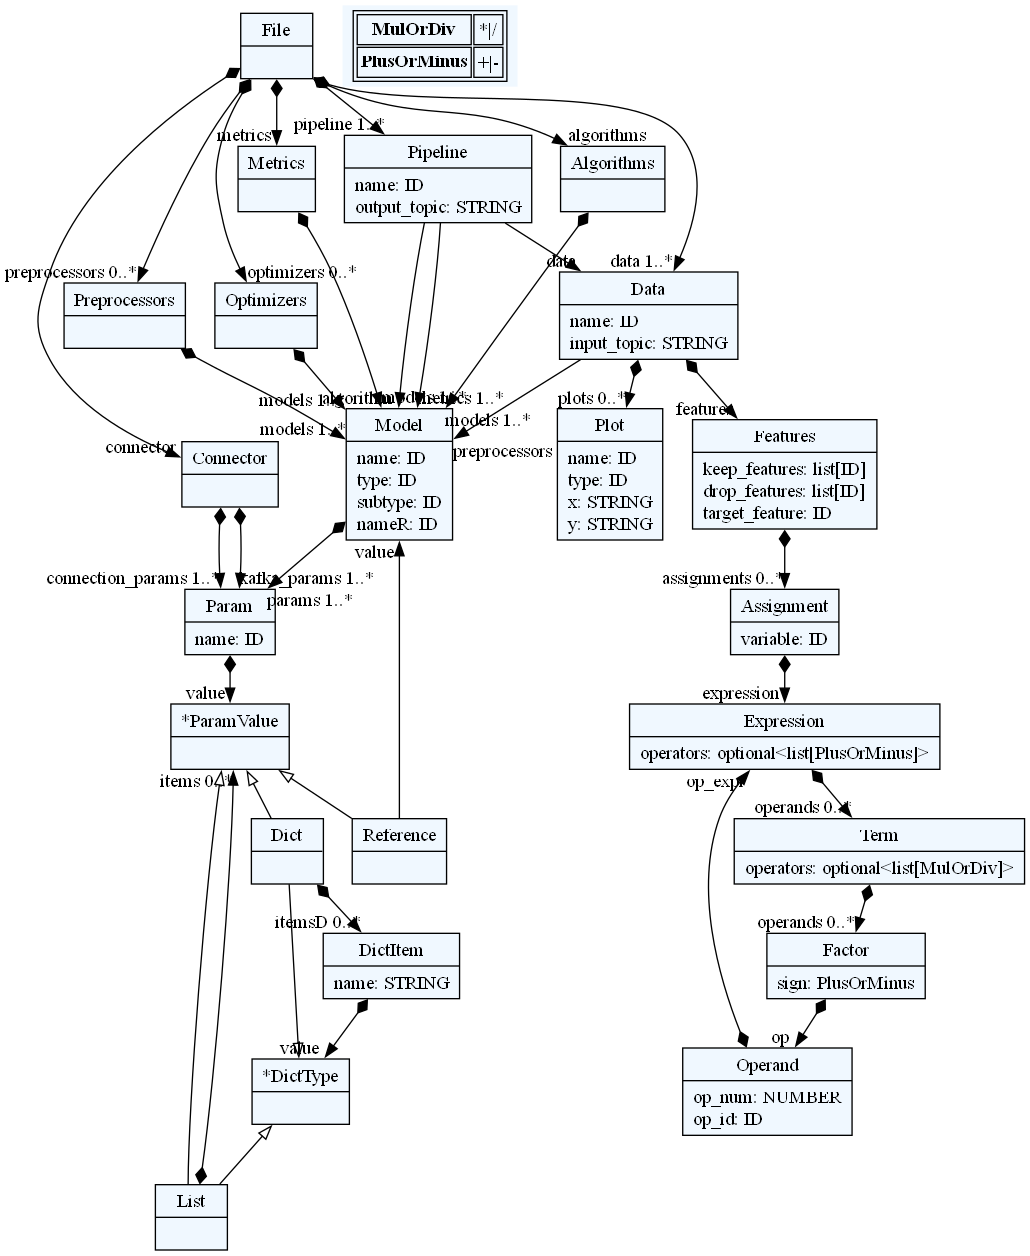 File
MulOrDiv *|/
PlusOrMinus +|-
metrics
pipeline 1..*
algorithms
Metrics
Pipeline
name: ID
output_topic: STRING
Algorithms
preprocessors 0..*
optimizers 0..*
data
data 1..*
Preprocessors
Optimizers
Data
name: ID
input_topic: STRING
models 1..*
models 1..*
algorithm
metrics 1..*
models 1..*
preprocessors
plots 0..*
features
connector
Connector
Model
name: ID
type: ID
subtype: ID
nameR: ID
Plot
name: ID
type: ID
x: STRING
y: STRING
Features
keep_features: list[ID]
drop_features: list[ID]
target_feature: ID
value
connection_params 1..*
kafka_params 1..*
params 1..*
assignments 0..*
Param
name: ID
Assignment
variable: ID
value
expression
*ParamValue
Expression
operators: optional<list[PlusOrMinus]>
items 0..*
op_expr
operands 0..*
Dict
Reference
Term
operators: optional<list[MulOrDiv]>
itemsD 0..*
operands 0..*
DictItem
name: STRING
Factor
sign: PlusOrMinus
value
op
*DictType
Operand
op_num: NUMBER
op_id: ID
List